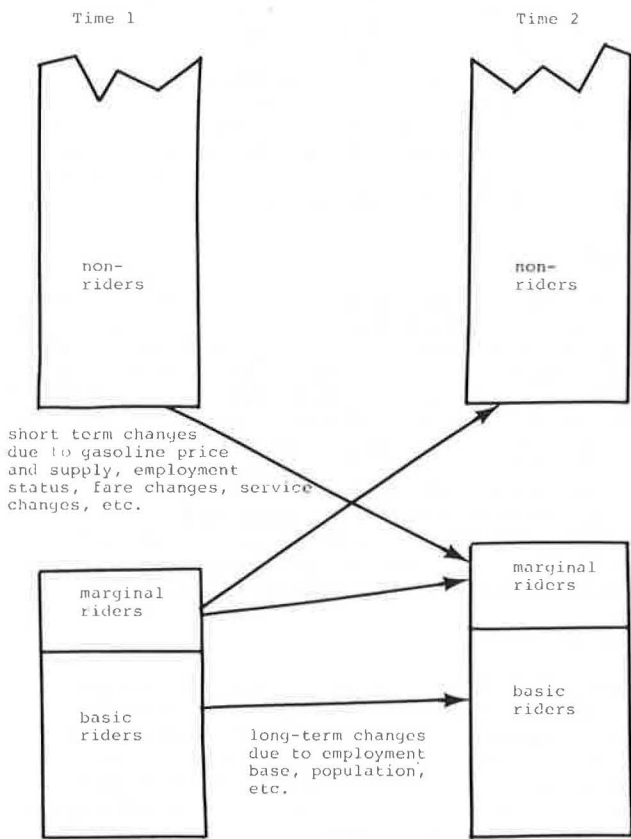 Time 1
Time 2
non-
riders
non-
riders
short term changes
due to gasoline price
and supply, employment
status, fare changes, service
changes, etc.
marginal
riders
marginal
riders
basic
riders
basic
riders
long-term changes
due to employment
base, population,
etc.